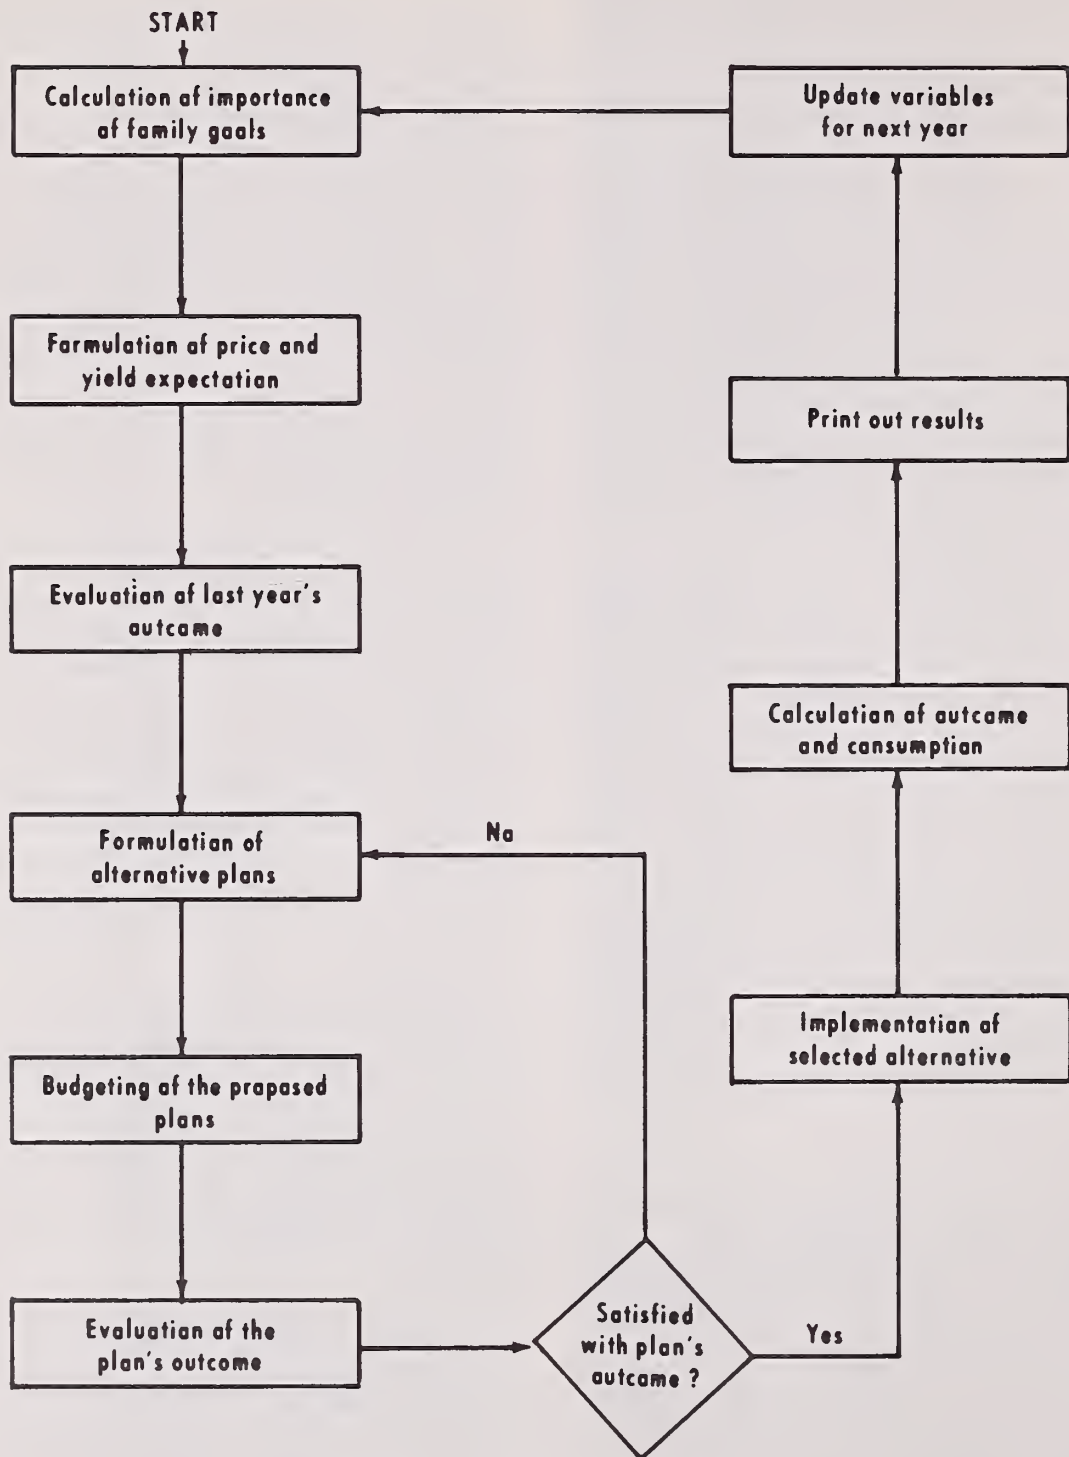 START
Calculation of importance
of family goals
Formulation of price and
yield expectation
Evaluation of last year's
outcome
Formulation of
alternative plans
Budgeting of the proposed
plans
Evaluation of the
plan's outcome
Satisfied
with plan's
outcome ?
No
Yes
Implementation of
selected alternative
Calculation of outcome
and consumption
Print out results
Update variables
for next year